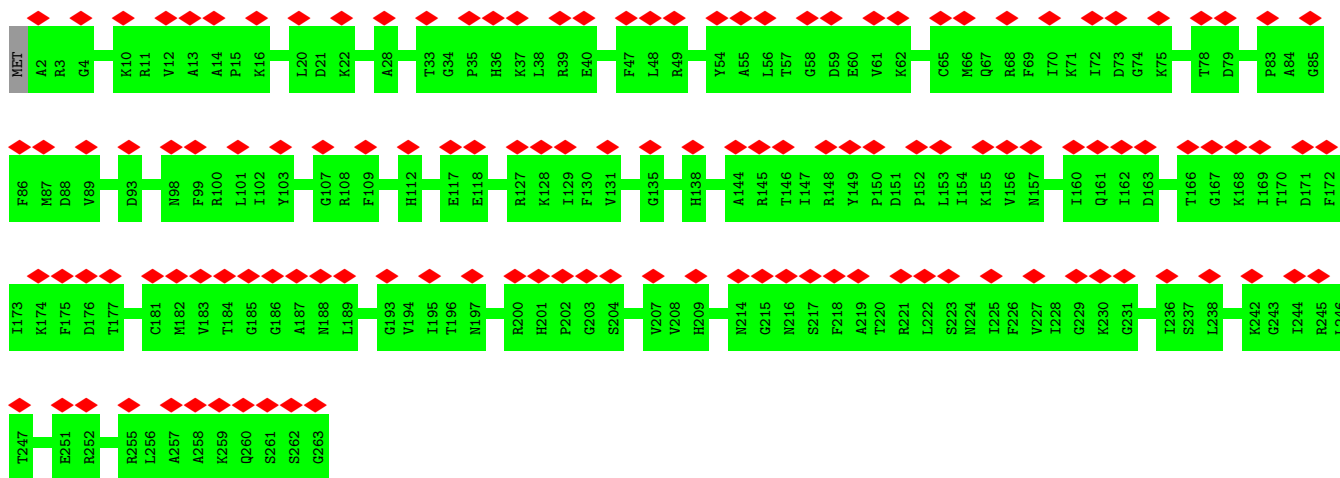 MET A2 R3 G4 K10 R11 V12 A13 A14 P15 K16 L20 D21 K22 A28 T33 G34 P35 H36 K37 L38 R39 E40 F47 L48 R49 Y54 A55 L56 T57 G58 D59 E60 V61 K62 C65 M66 Q67 R68 F69 I70 K71 I72 D73 G74 K75 T78 D79 P83 A84 G85
F86 M87 D88 V89 D93 N98 F99 R100 L101 I102 Y103 G107 R108 F109 H112 E117 E118 R127 K128 I129 F130 V131 G135 H138 A144 R145 T146 I147 R148 Y149 P150 D151 P152 L153 I154 K155 V156 N157 I160 Q161 I162 D163 T166 G167 K168 I169 T170 D171 F172
I173 K174 F175 D176 T177 C181 M182 V183 T184 G185 G186 A187 N188 L189 G193 V194 I195 T196 N197 R200 H201 P202 G203 S204 V207 V208 H209 N214 G215 N216 S217 F218 A219 T220 R221 L222 S223 N224 I225 F226 V227 I228 G229 K230 G231 I236 S237 L238 K242 G243 I244 R245 L246
T247 E251 R252 R255 L256 A257 A258 K259 Q260 S261 S262 G263